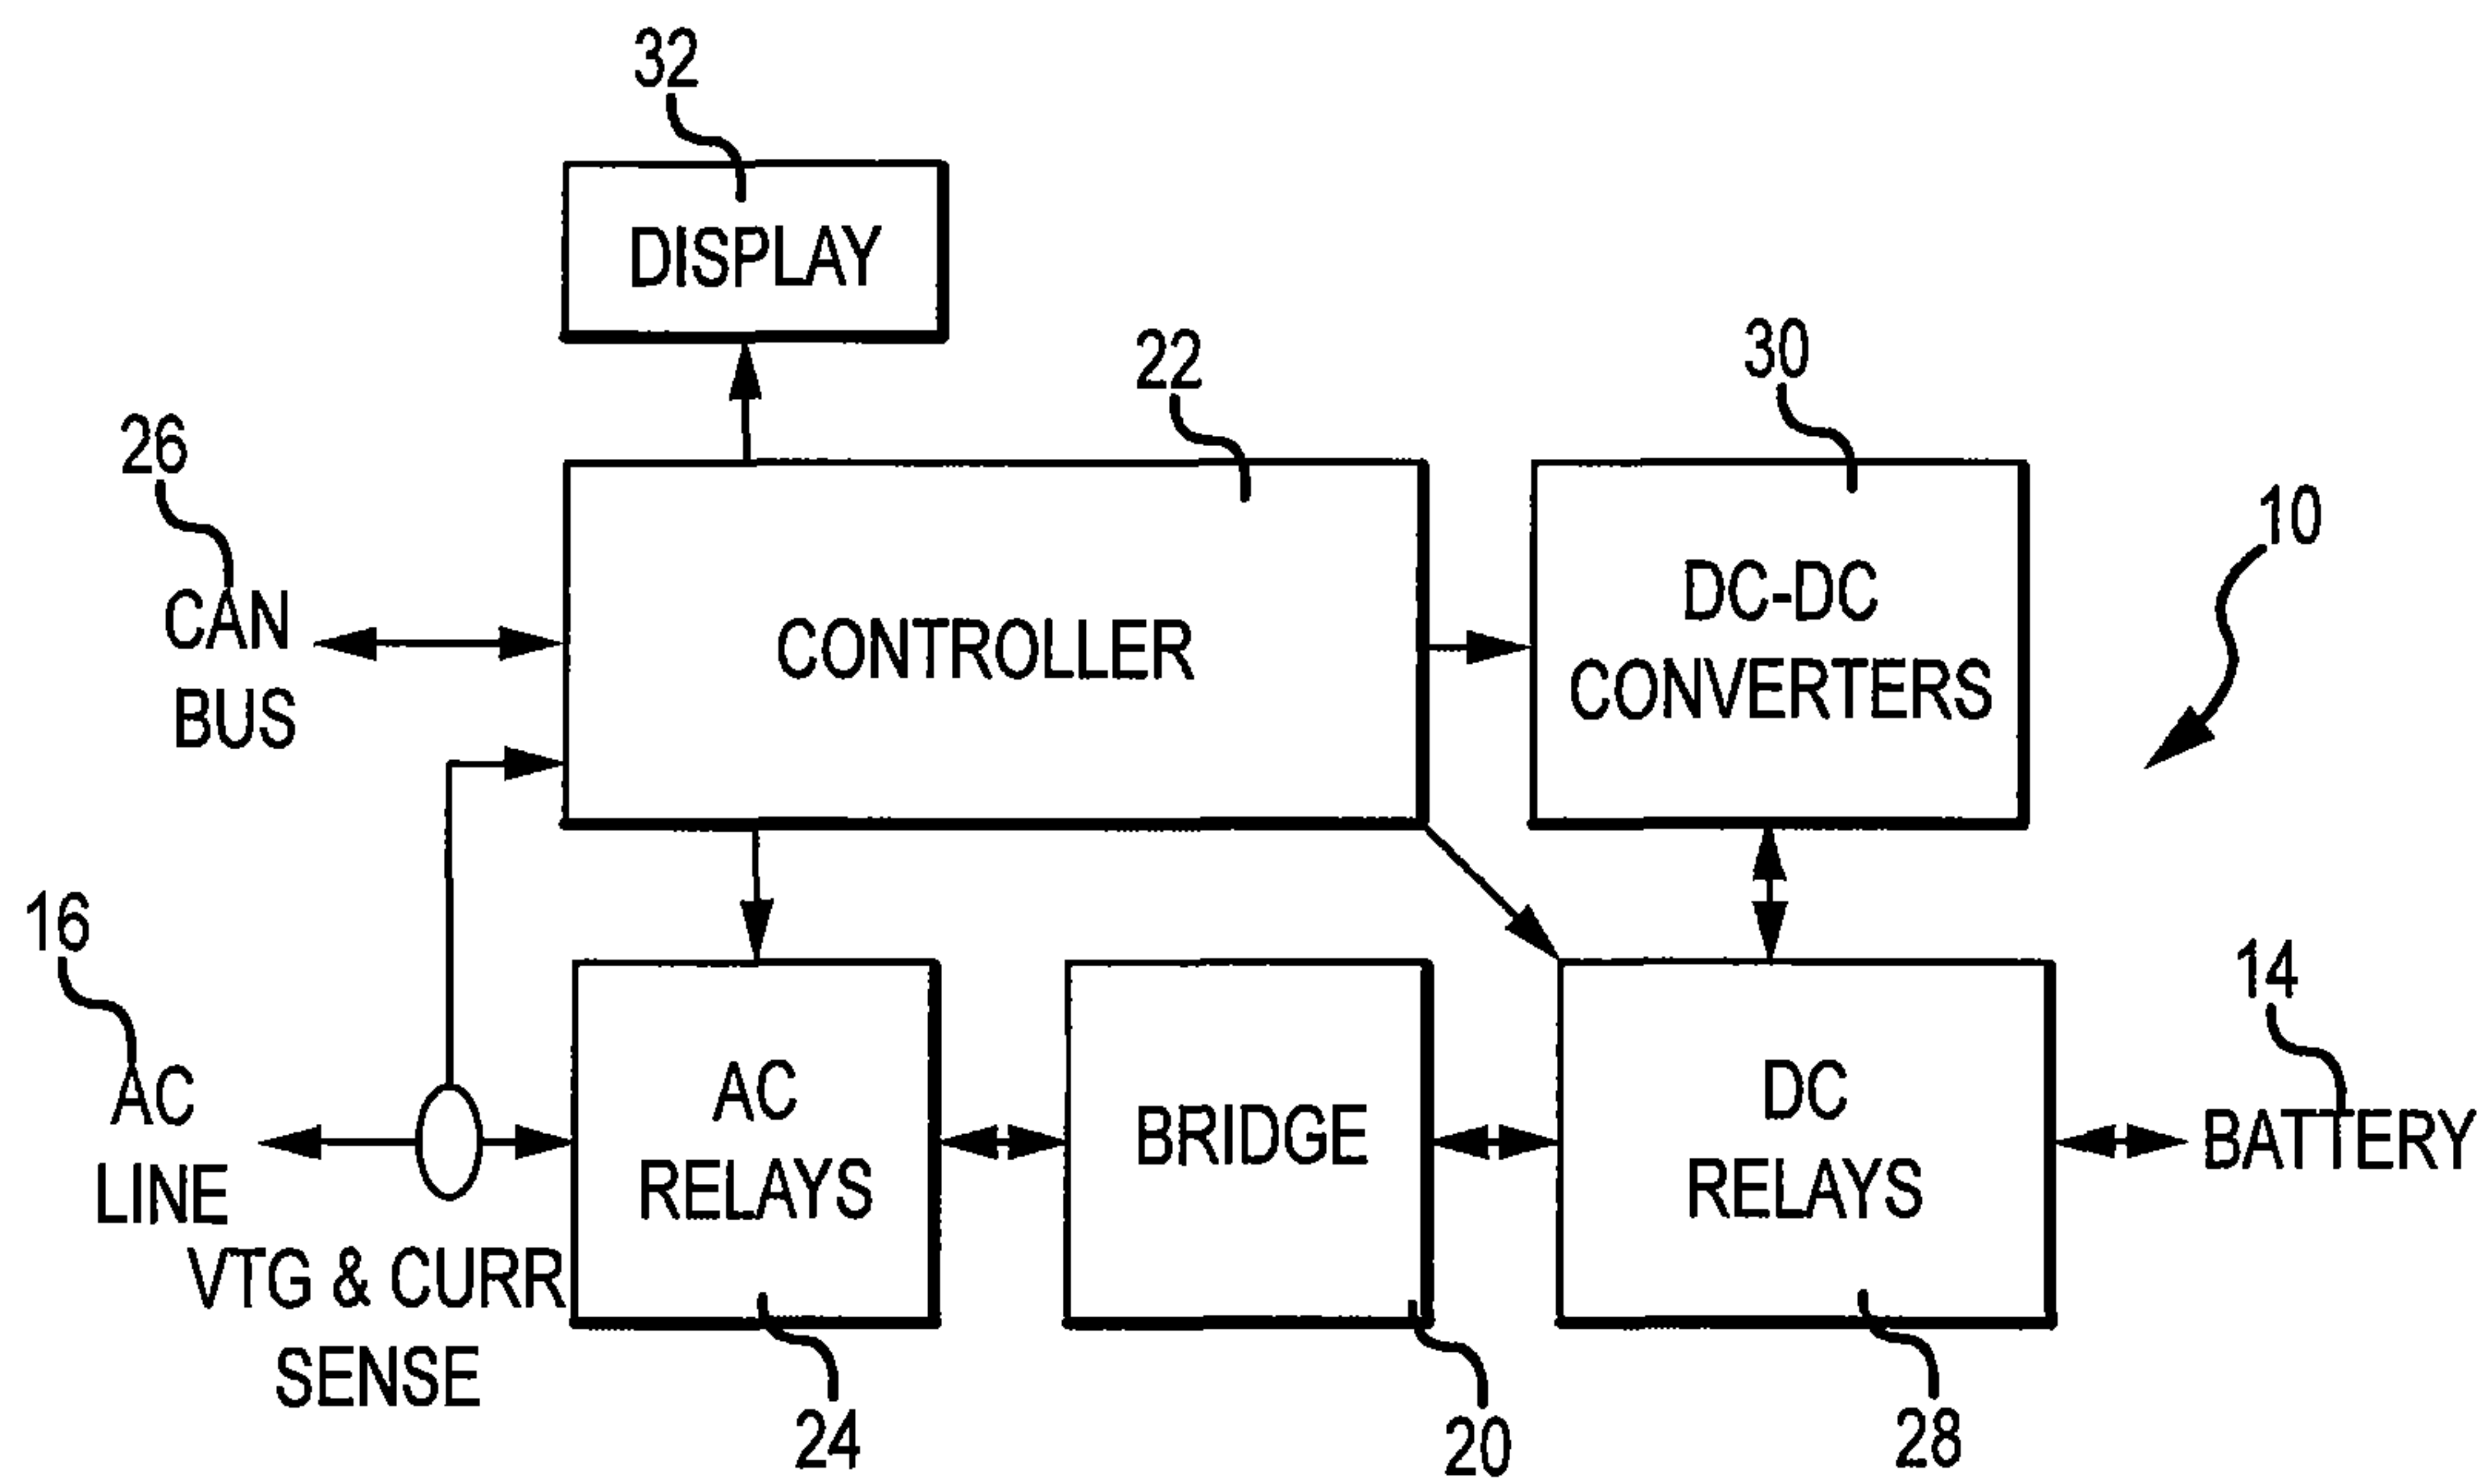 32
DISPLAY
22
30
26
10
CAN
BUS
CONTROLLER
DC-DC
CONVERTERS
16
14
AC
LINE
AC
RELAYS
BRIDGE
DC
RELAYS
BATTERY
VTG & CURR
SENSE
24
20
28